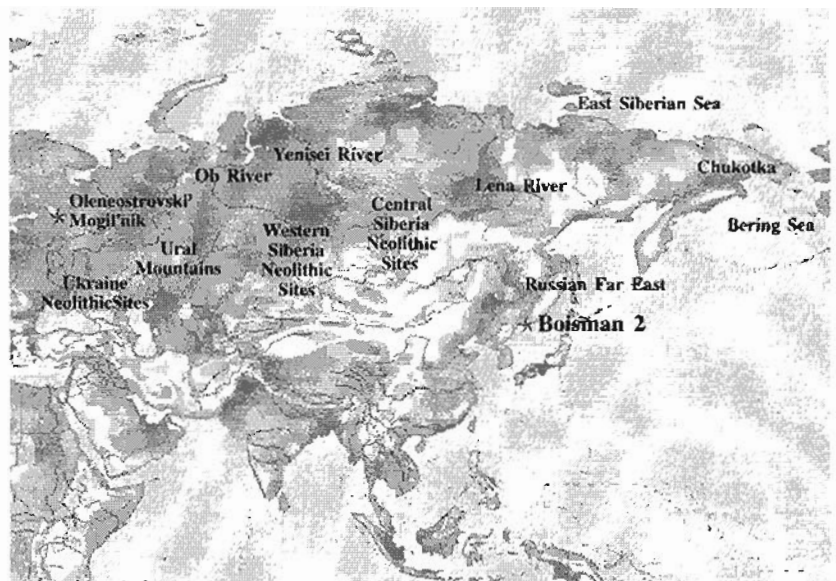 East Siberian Sea
Yenisei River
Chukotka
Ob River
Lena River
Oleneostrovski'
Mogil'nik
Central
Siberia
Neolithic
Sites
Bering Sea
Western
Siberia
Neolithic
Sites
Ural
Mountains
Ukraine
NeolithicSites
Russian Far East
Boisman 2